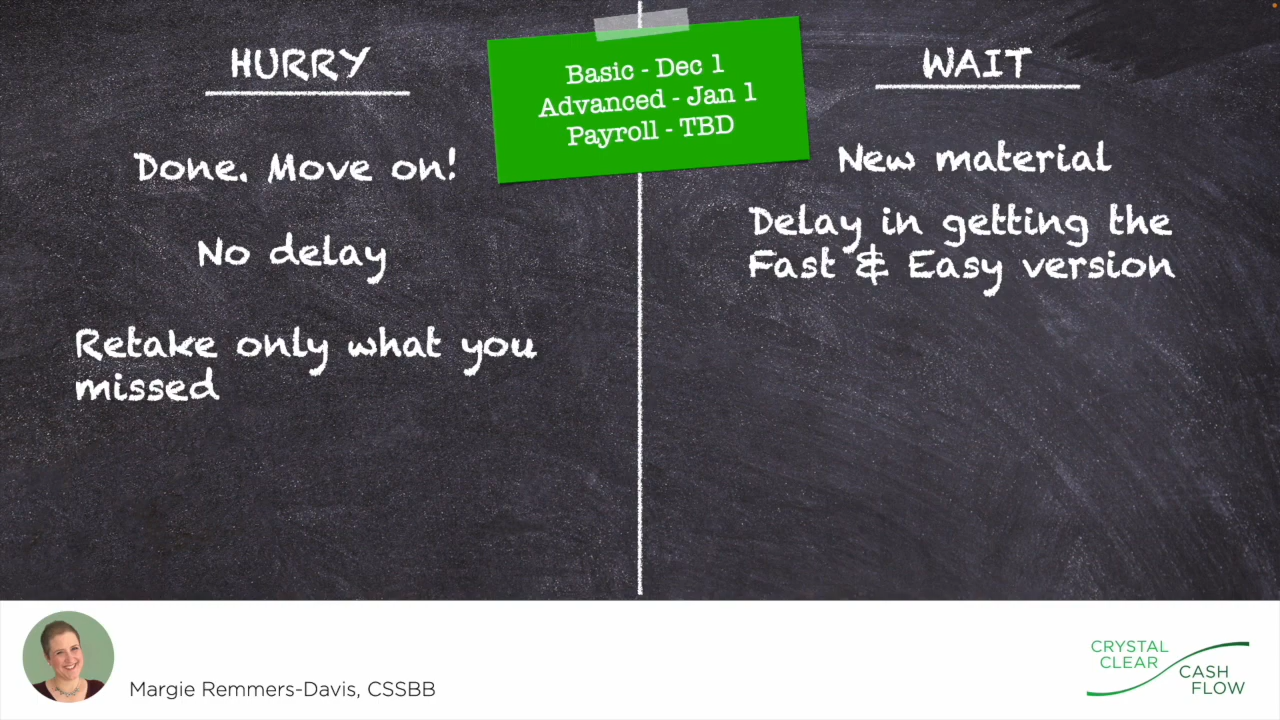 HURRY
Done. Move on!
No delay
Retake only what you
missed
Basic - Dec 1
Advanced - Jan 1
Payroll - TBD
WAIT
New material
Delay in getting the
Fast & Easy version
Margie Remmers-Davis, CSSBB
CRYSTAL
CLEAR
CASH
FLOW